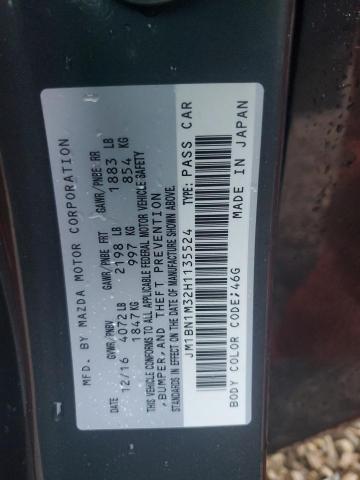 MFD. BY MAZDA MOTOR CORPORATION
DATE GVWR/PNBV GAWR/PNBE FRT GAWR/PNBE RR
12/16 4072 LB 2198 LB 1883 LB
1847 KG 997 KG 854 KG
THIS VEHICLE CONFORMS TO ALL APPLICABLE FEDERAL MOTOR VEHICLE SAFETY
,BUMPER, AND THEFT PREVENTION
STANDARDS IN EFFECT ON THE DATE OF MANUFACTURE SHOWN ABOVE.
JM1BN1M32H1135524 TYPE: PASS CAR
BODY COLOR CODE:46G MADE IN JAPAN